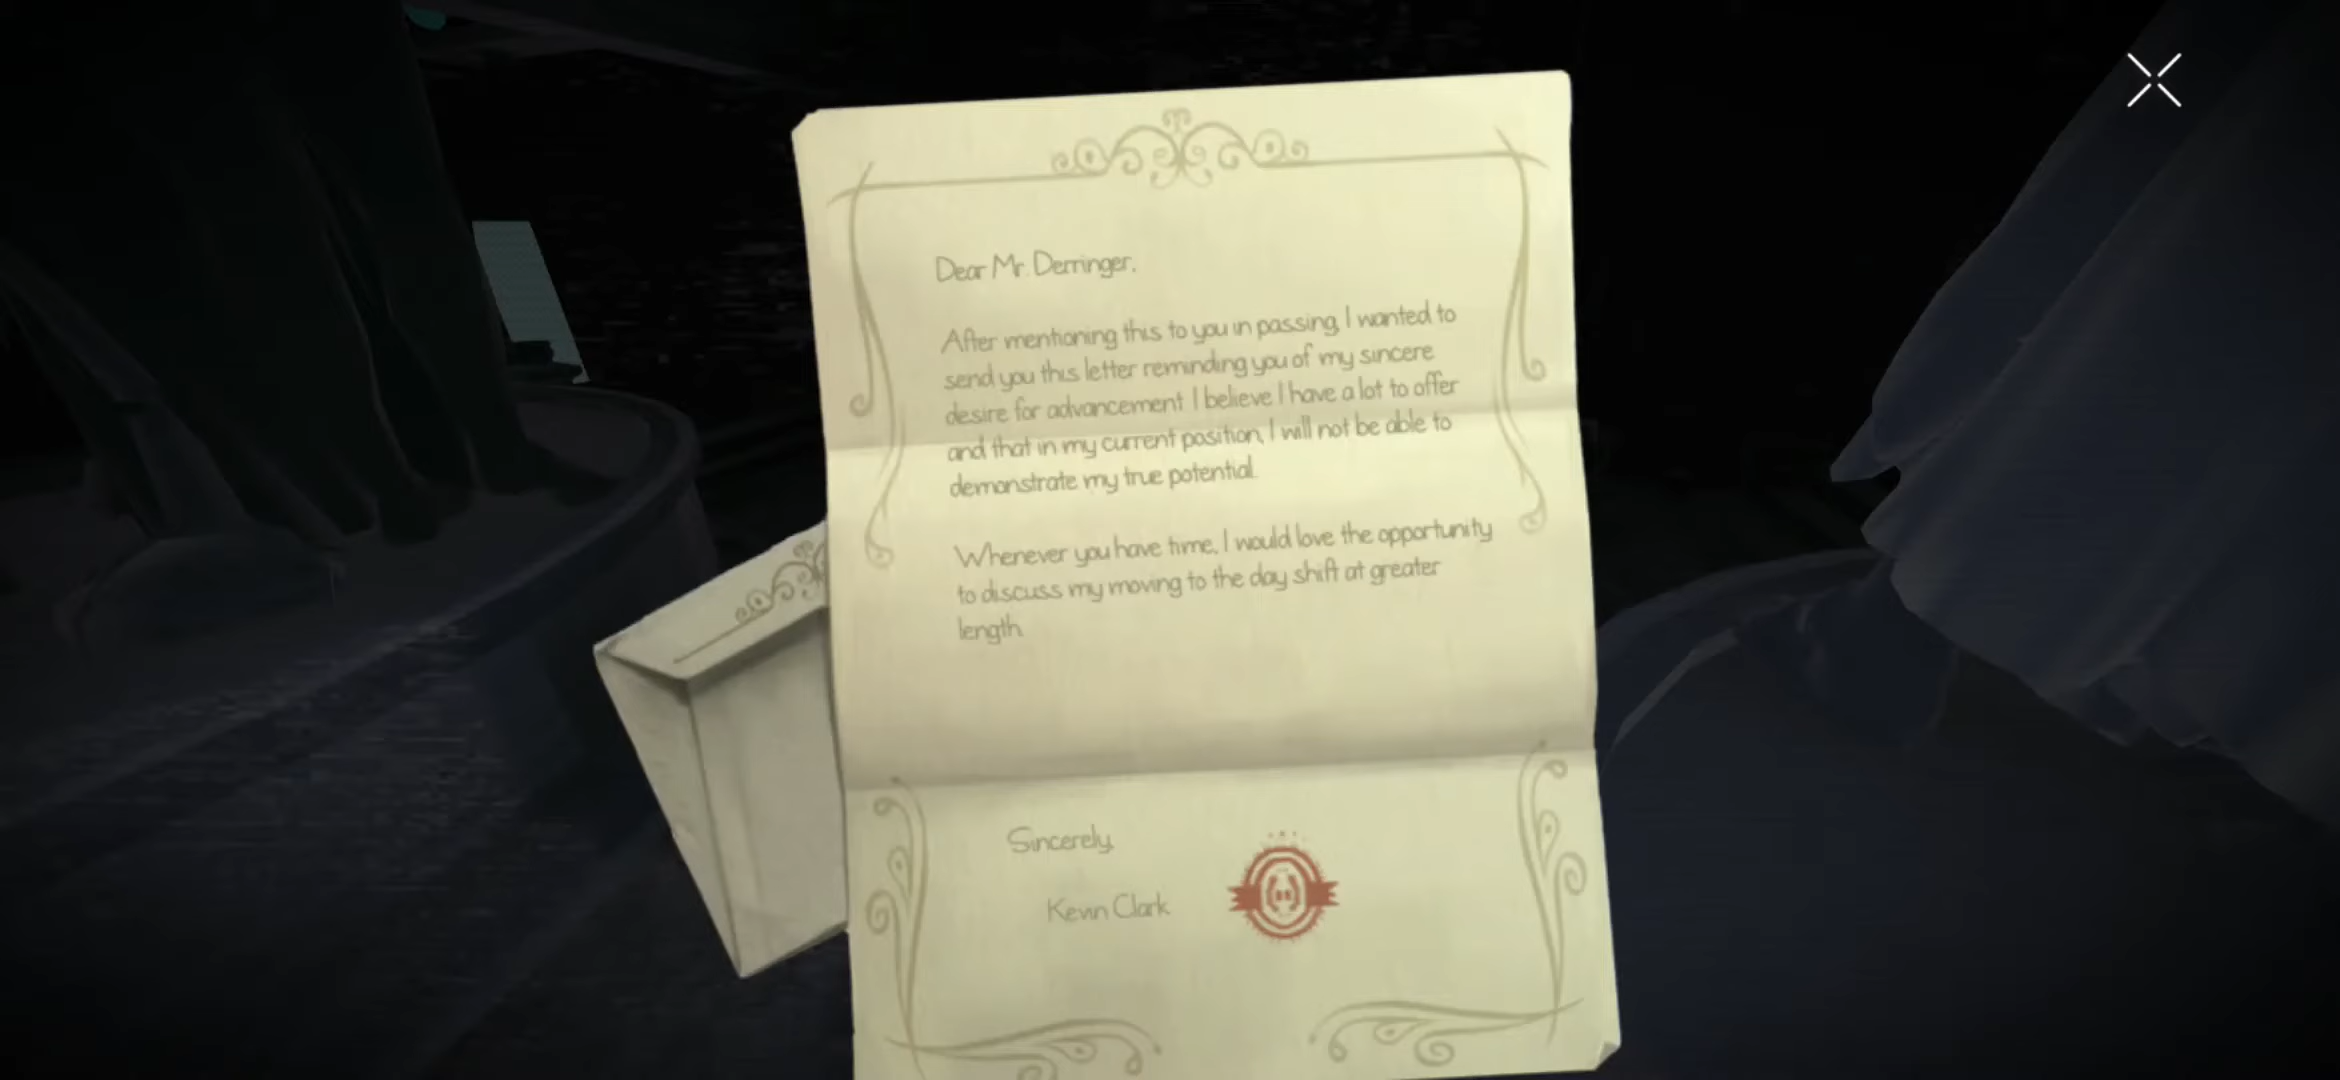 Dear Mr. Derringer,
After mentioning this to you in passing, I wanted to
send you this letter reminding you of my sincere
desire for advancement. I believe I have a lot to offer
and that in my current position, I will not be able to
demonstrate my true potential.
Whenever you have time, I would love the opportunity
to discuss my moving to the day shift at greater
length.
Sincerely,
Kevin Clark